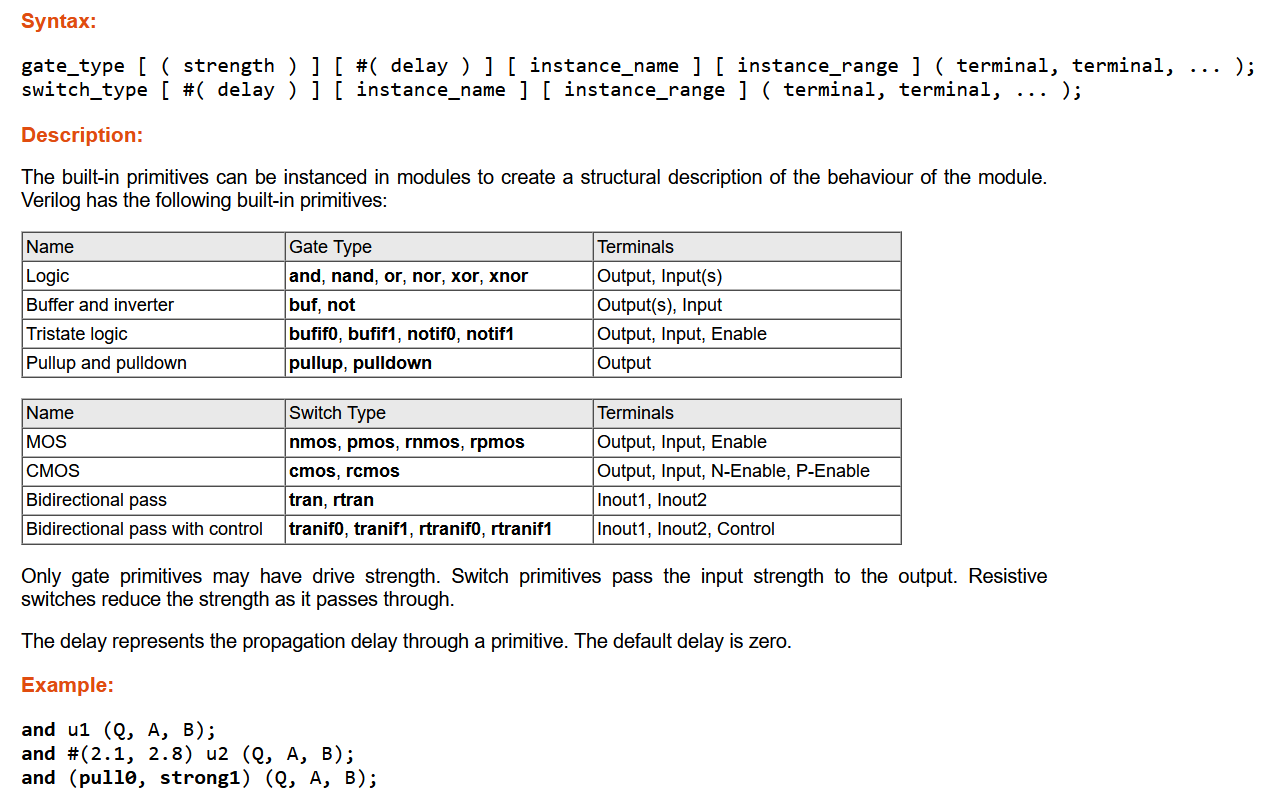 Syntax:
gate_type [ ( strength ) ] [ #( delay ) ] [ instance_name ] [ instance_range ] ( terminal, terminal, ... );
switch_type [ #( delay ) ] [ instance_name ] [ instance_range ] ( terminal, terminal, ... );
Description:
The built-in primitives can be instanced in modules to create a structural description of the behaviour of the module.
Verilog has the following built-in primitives:
Name Gate Type Terminals
Logic and, nand, or, nor, xor, xnor Output, Input(s)
Buffer and inverter buf, not Output(s), Input
Tristate logic bufif0, bufif1, notif0, notif1 Output, Input, Enable
Pullup and pulldown pullup, pulldown Output
Name Switch Type Terminals
MOS nmos, pmos, rnmos, rpmos Output, Input, Enable
CMOS cmos, rcmos Output, Input, N-Enable, P-Enable
Bidirectional pass tran, rtran Inout1, Inout2
Bidirectional pass with control tranif0, tranif1, rtranif0, rtranif1 Inout1, Inout2, Control
Only gate primitives may have drive strength. Switch primitives pass the input strength to the output. Resistive
switches reduce the strength as it passes through.
The delay represents the propagation delay through a primitive. The default delay is zero.
Example:
and u1 (Q, A, B);
and #(2.1, 2.8) u2 (Q, A, B);
and (pull0, strong1) (Q, A, B);